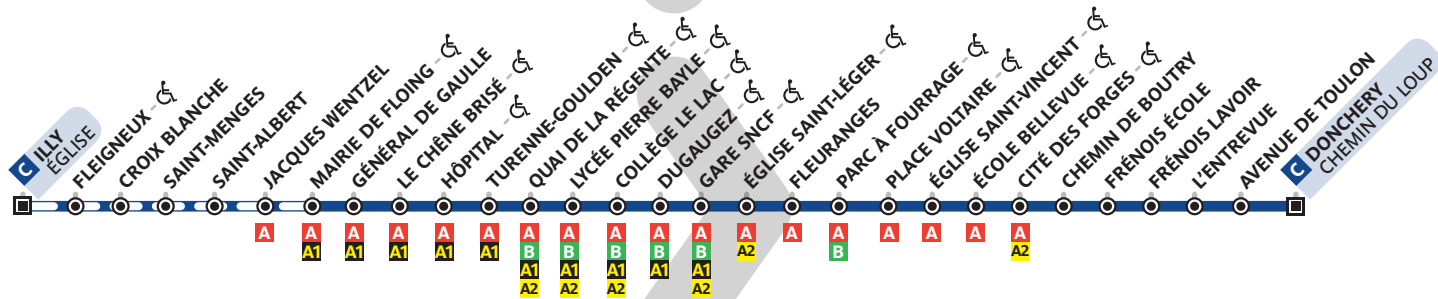 C ILLY
ÉGLISE
FLEIGNEUX
CROIX BLANCHE
SAINT-MENGES
SAINT-ALBERT
JACQUES WENTZEL
MAIRIE DE FLOING
GÉNÉRAL DE GAULLE
LE CHÊNE BRISÉ
HÔPITAL
TURENNE-GOULDEN
QUAI DE LA RÉGENTE
LYCÉE PIERRE BAYLE
COLLÈGE LE LAC
DUGAUGEZ
GARE SNCF
ÉGLISE SAINT-LÉGER
FLEURANGES
PARC À FOURRAGE
PLACE VOLTAIRE
ÉGLISE SAINT-VINCENT
ÉCOLE BELLEVUE
CITÉ DES FORGES
CHEMIN DE BOUTRY
FRÉNOIS ÉCOLE
FRÉNOIS LAVOIR
L'ENTREVUE
AVENUE DE TOULON
C DONCHERY
CHEMIN DU LOUP
A A A A A A A A A A A A A A A A A A
A1 A1 A1 A1 A1 B B B B B A2 B A2
A1 A1 A1 A1 A1
A2 A2 A2 A2